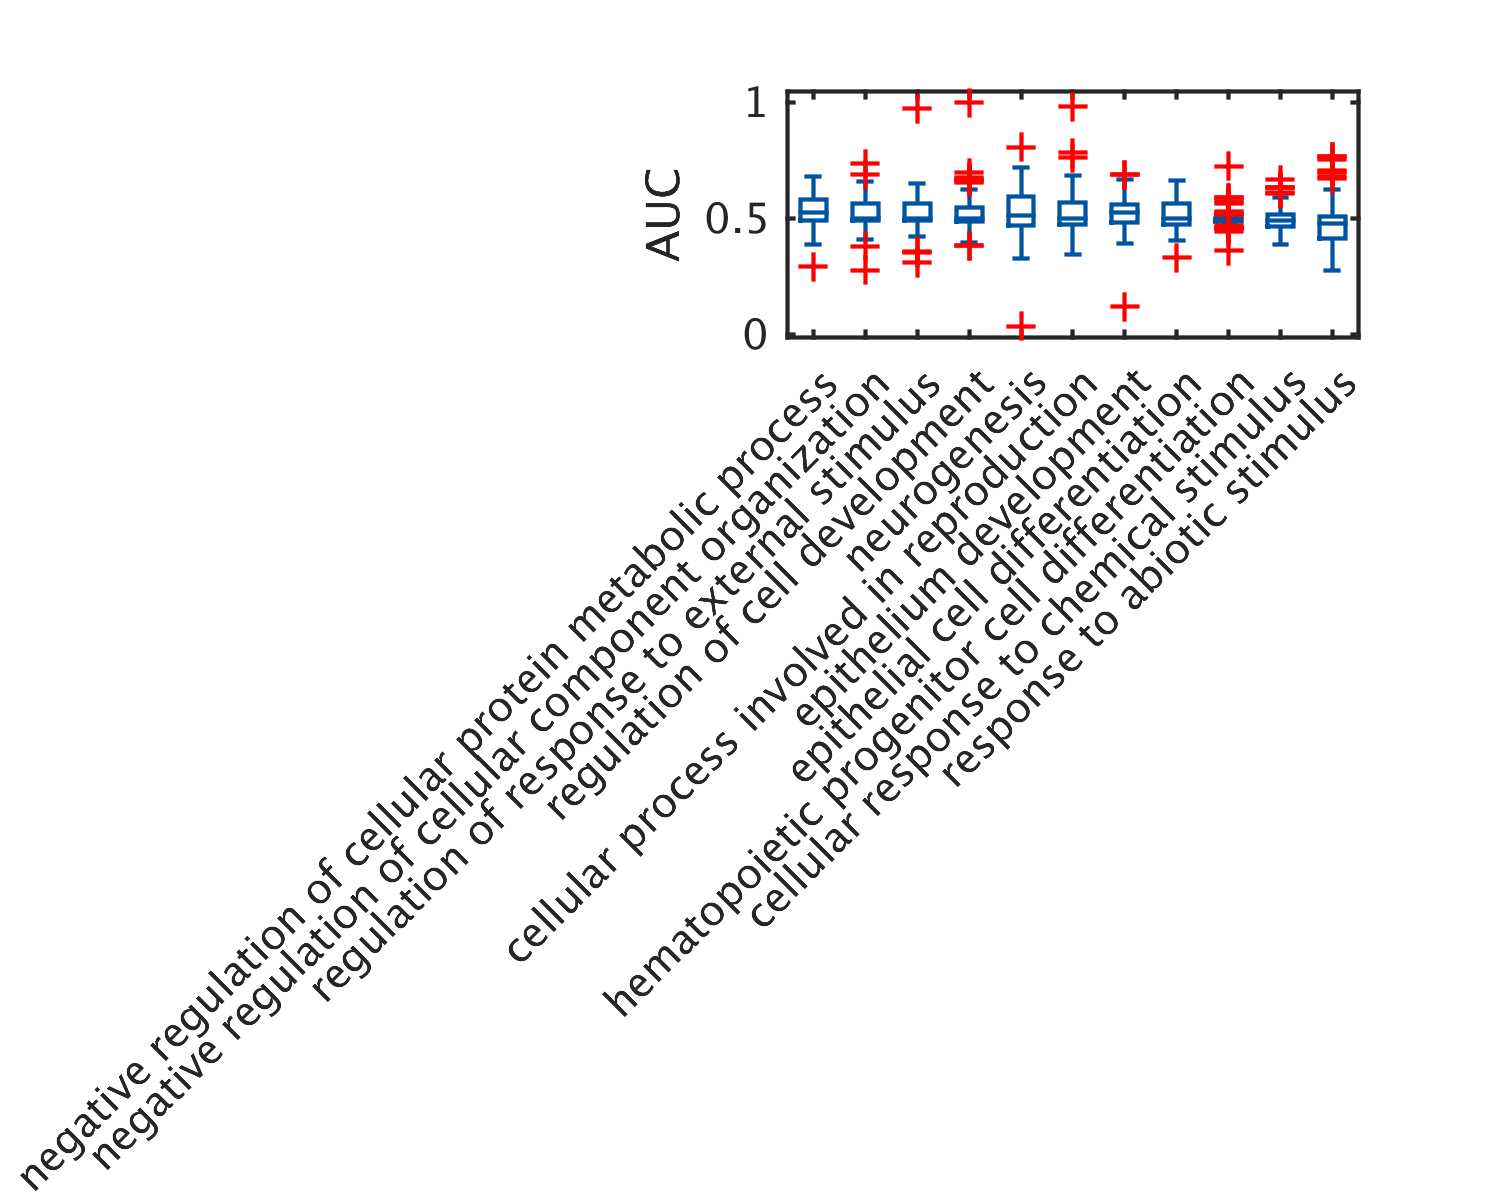 1
0.5
0
AUC
negative regulation of cellular protein metabolic process
negative regulation of cellular component organization
regulation of response to external stimulus
regulation of cell development
neurogenesis
cellular process involved in reproduction
epithelium development
epithelial cell differentiation
hematopoietic progenitor cell differentiation
cellular response to chemical stimulus
response to abiotic stimulus